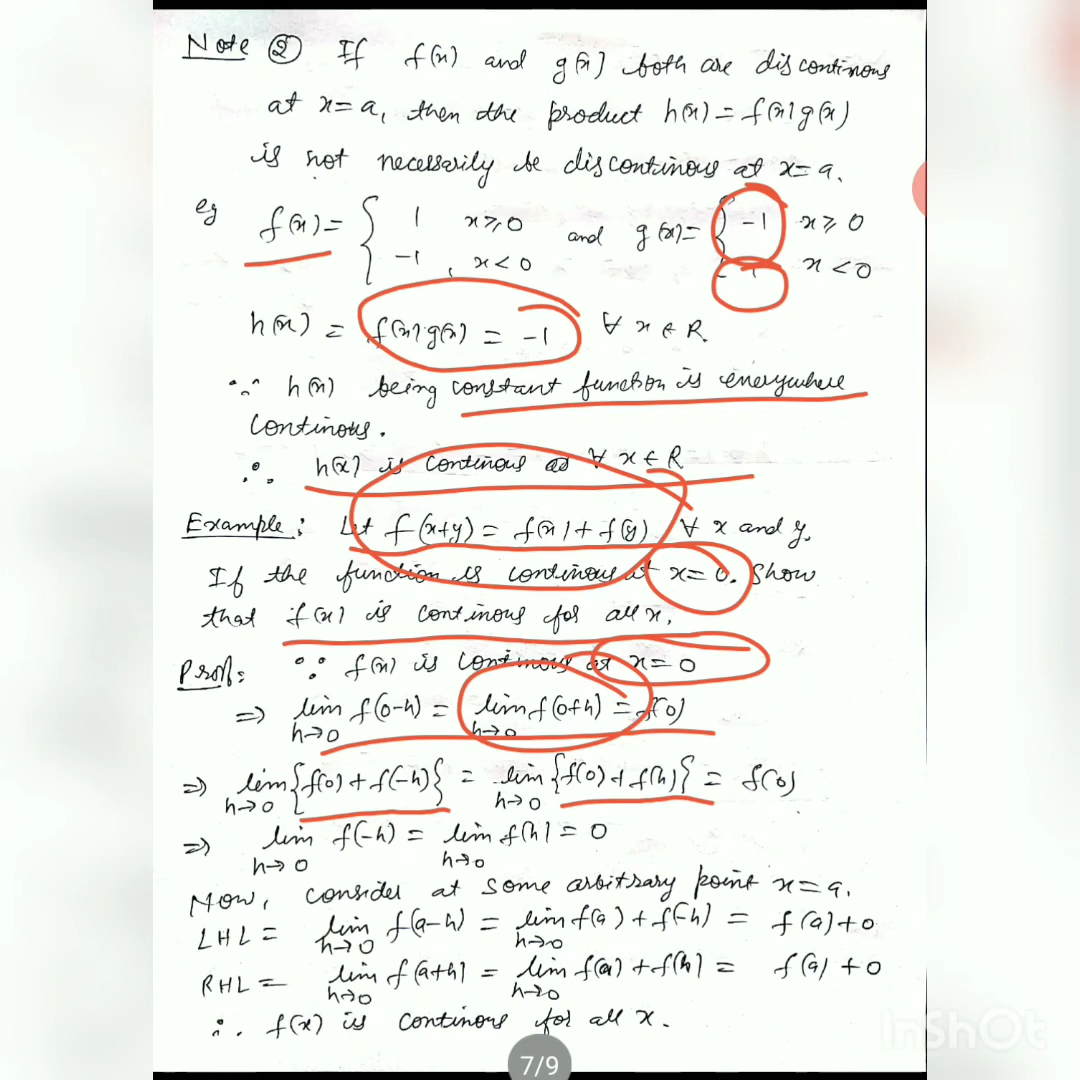 Note ② If f(x) and g(x) both are discontinous
at x=a, then the product h(x) = f(x) g(x)
is not necessarily be discontinous at x=a.
eg f(x) = { 1 x≥0 and g(x) = { -1 x≥0
-1, x<0 1 x<0
h(x) = f(x).g(x) = -1 ∀ x∈R.
∵ h(x) being constant function is everywhere
continous.
∴ h(x) is continous as ∀ x∈R
Example: Let f(x+y) = f(x) + f(y) ∀ x and y.
If the function is continous at x=0. Show
that f(x) is continous for all x.
Proof: ∵ f(x) is continous at x=0
⇒ lim h→0 f(0-h) = lim h→0 f(0+h) = f(0)
⇒ lim h→0 {f(0) + f(-h)} = lim h→0 {f(0) + f(h)} = f(0)
⇒ lim h→0 f(-h) = lim h→0 f(h) = 0
Now, consider at some arbitrary point x=a.
LHL = lim h→0 f(a-h) = lim h→0 f(a) + f(-h) = f(a)+0
RHL = lim h→0 f(a+h) = lim h→0 f(a) + f(h) = f(a)+0
∴ f(x) is continous for all x.
InShOt
7/9